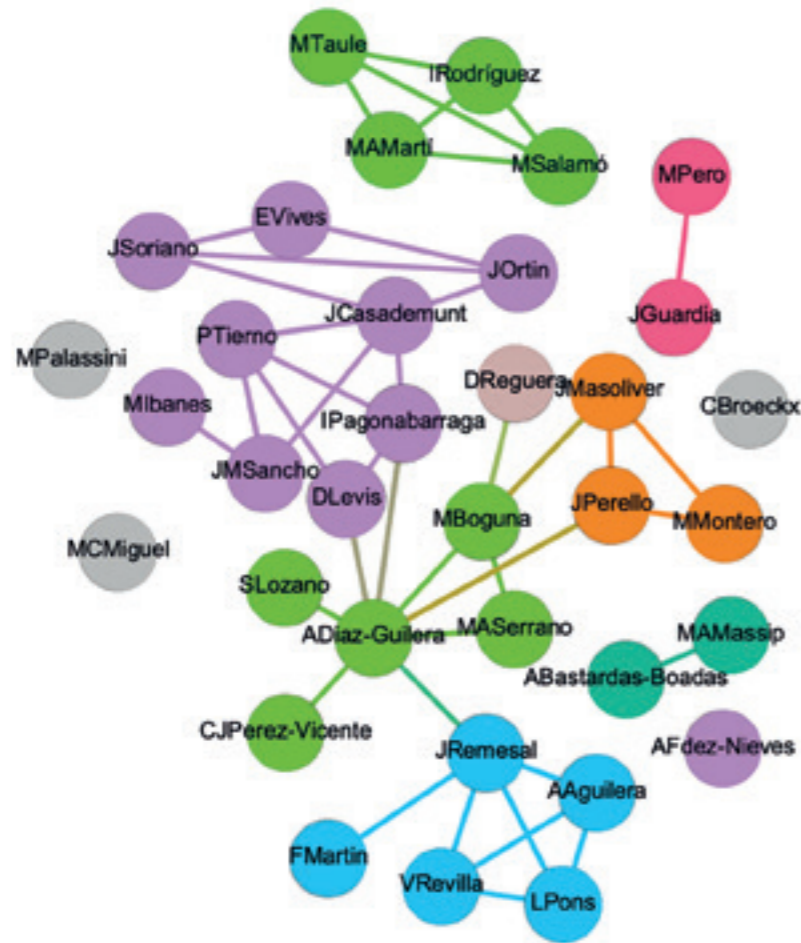 MTaule
IRodríguez
MAMartí
MSalamó
MPero
EVives
JSoriano
JOrtin
JCasademunt
JGuardia
PTierno
MPalassini
DReguera
JMasoliver
MIbanes
IPagonabarraga
CBroeckx
JMSancho
DLevis
JPerello
MBoguna
MMontero
MCMiguel
SLozano
MASerrano
MAMassip
ADiaz-Guilera
ABastardas-Boadas
CJPerez-Vicente
JRemesal
AFdez-Nieves
AAguilera
FMartin
VRevilla
LPons